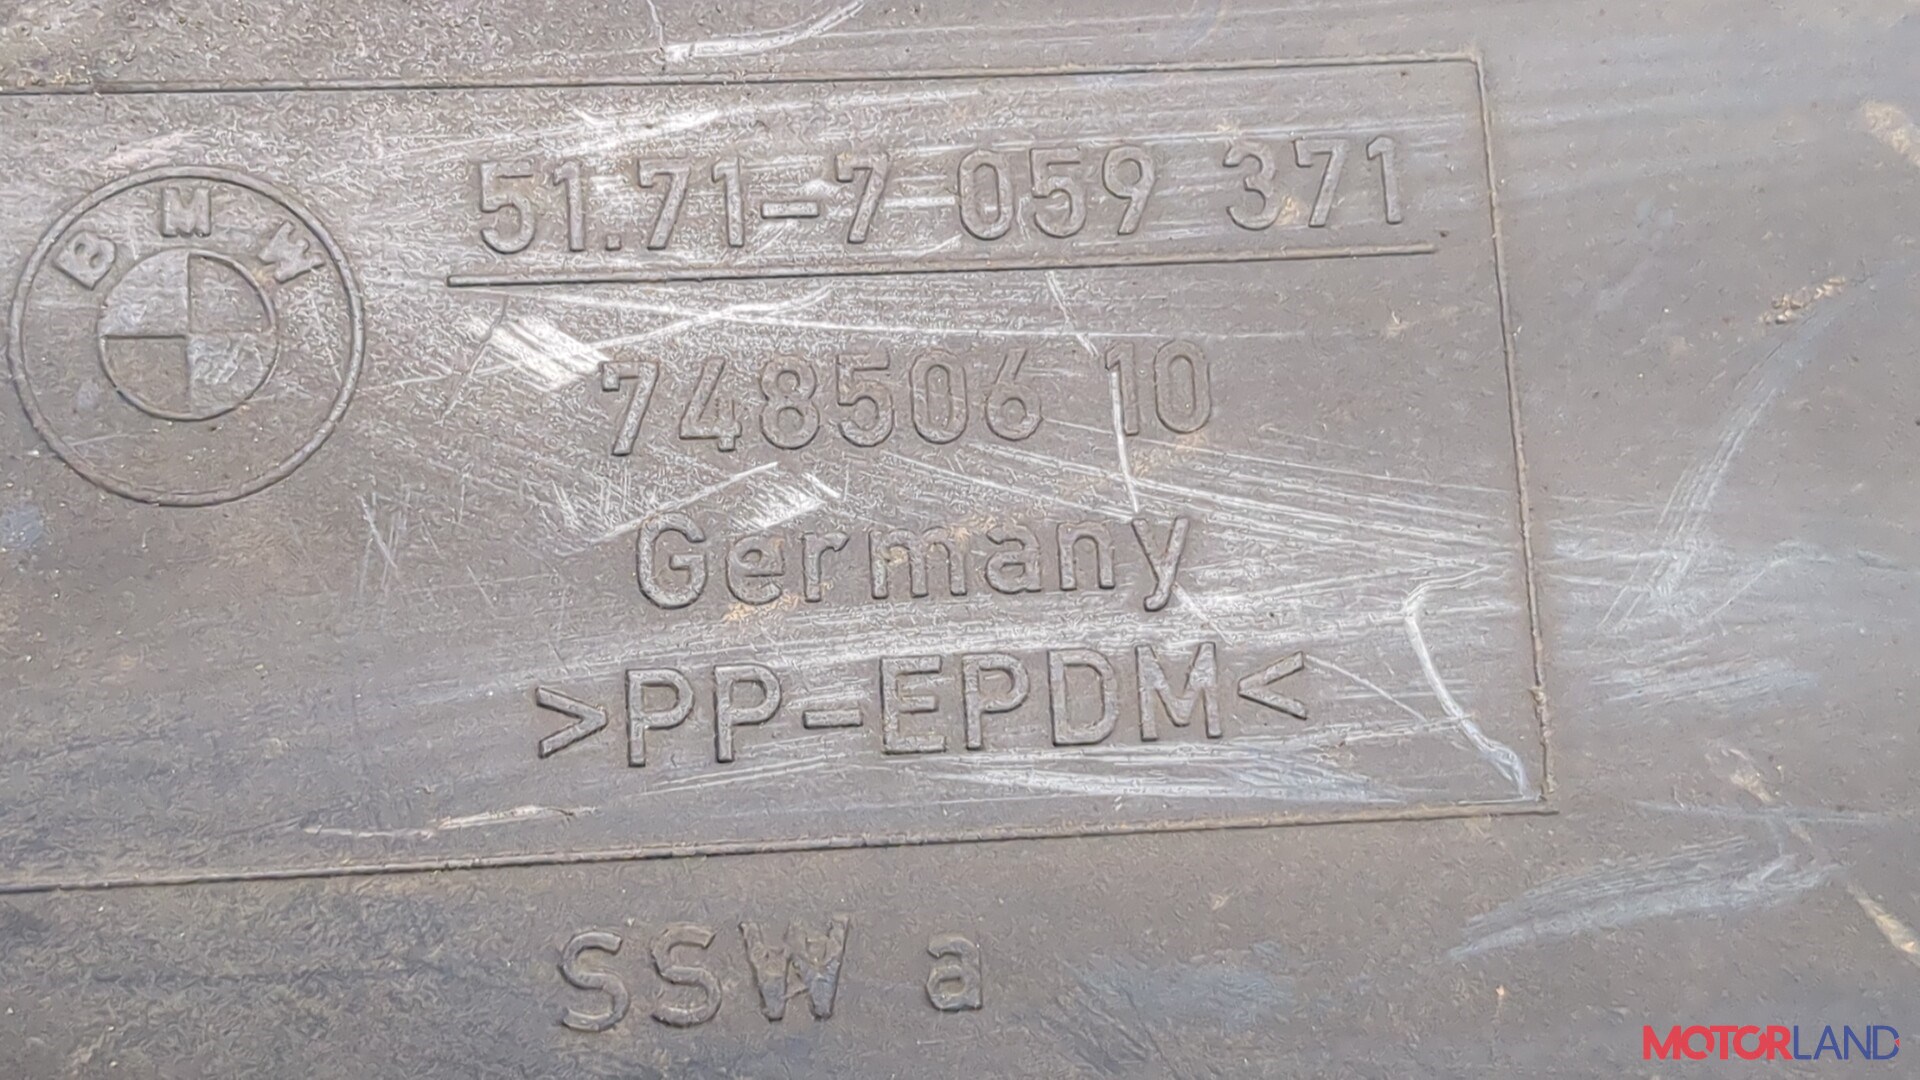 BMW
51.71-7 059 371
748506 10
Germany
>PP-EPDM<
SSW a
MOTORLAND